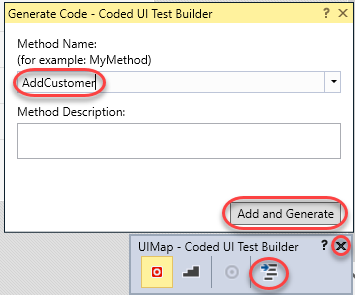 Generate Code - Coded UI Test Builder ? X
Method Name:
(for example: MyMethod)
AddCustomer
Method Description:
Add and Generate
UIMap - Coded UI Test Builder ? X